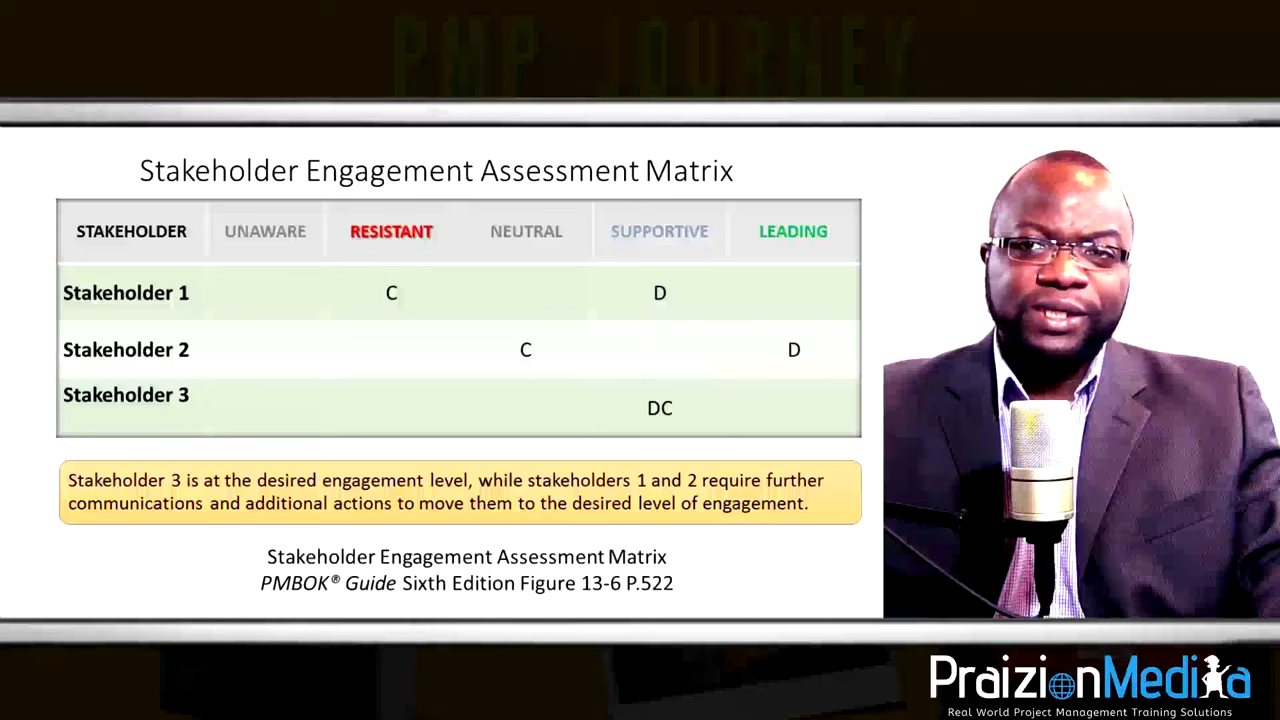 PMP JOURNEY
Stakeholder Engagement Assessment Matrix
STAKEHOLDER UNAWARE RESISTANT NEUTRAL SUPPORTIVE LEADING
Stakeholder 1 C D
Stakeholder 2 C D
Stakeholder 3 DC
Stakeholder 3 is at the desired engagement level, while stakeholders 1 and 2 require further
communications and additional actions to move them to the desired level of engagement.
Stakeholder Engagement Assessment Matrix
PMBOK® Guide Sixth Edition Figure 13-6 P.522
PraizionMedia
Real World Project Management Training Solutions